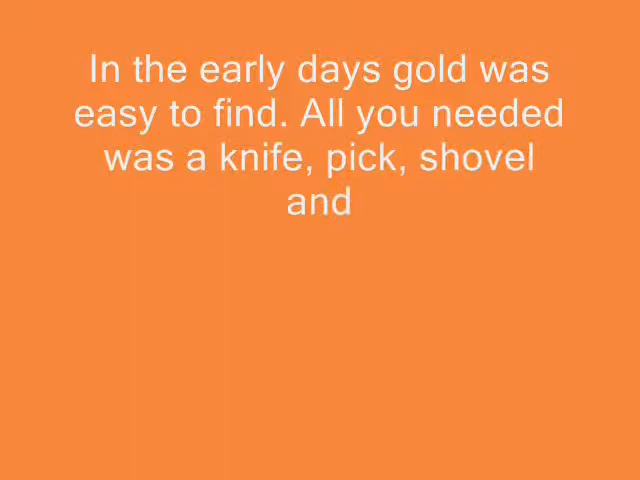 In the early days gold was
easy to find. All you needed
was a knife, pick, shovel
and